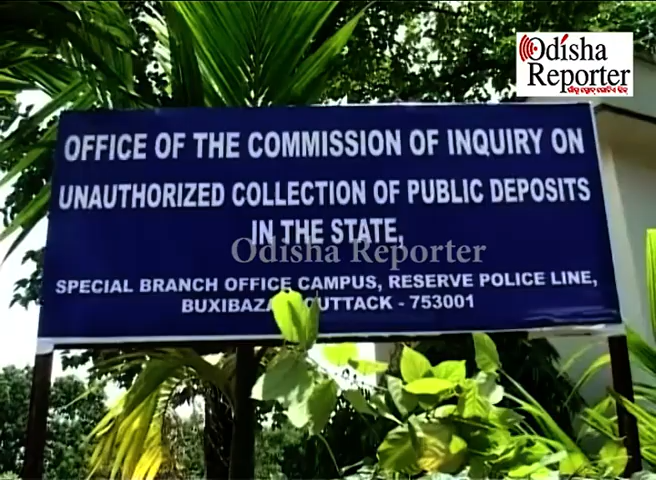 Odisha
Reporter
OFFICE OF THE COMMISSION OF INQUIRY ON
UNAUTHORIZED COLLECTION OF PUBLIC DEPOSITS
IN THE STATE,
Odisha Reporter
SPECIAL BRANCH OFFICE CAMPUS, RESERVE POLICE LINE,
CUTTACK - 753001